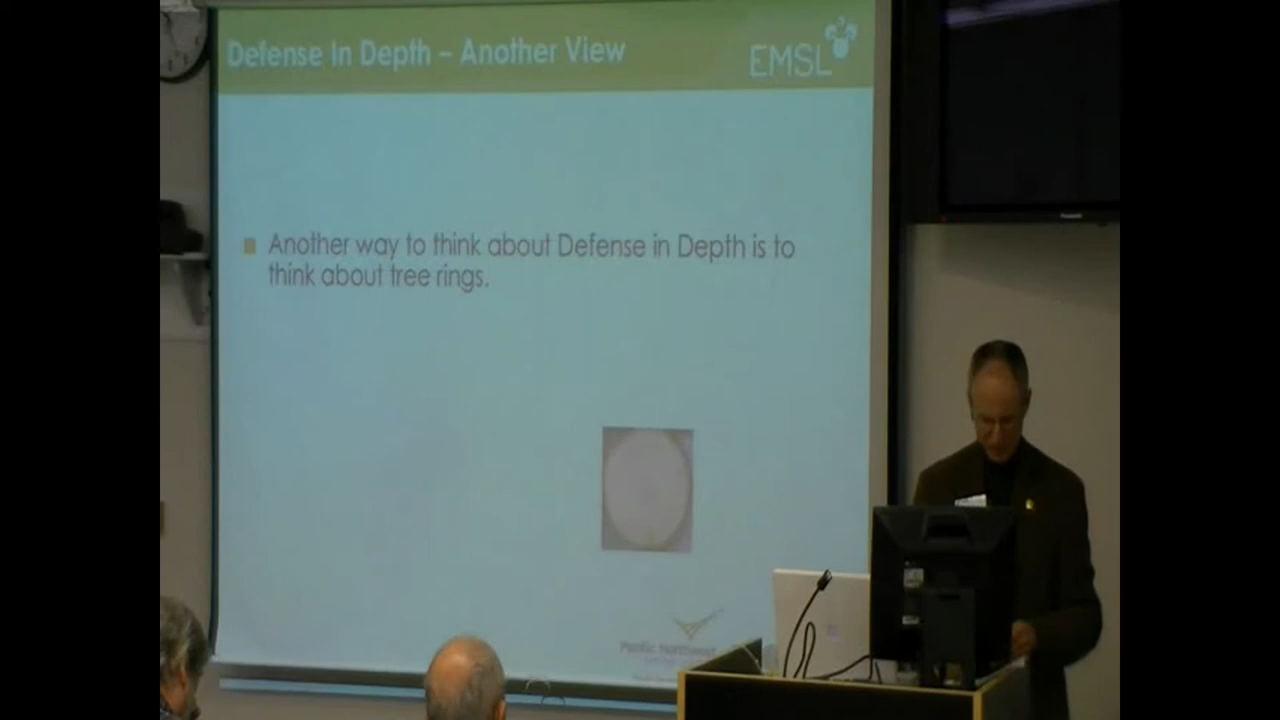 Defense In Depth – Another View
EMSL
Another way to think about Defense in Depth is to
think about tree rings.
Pacific Northwest